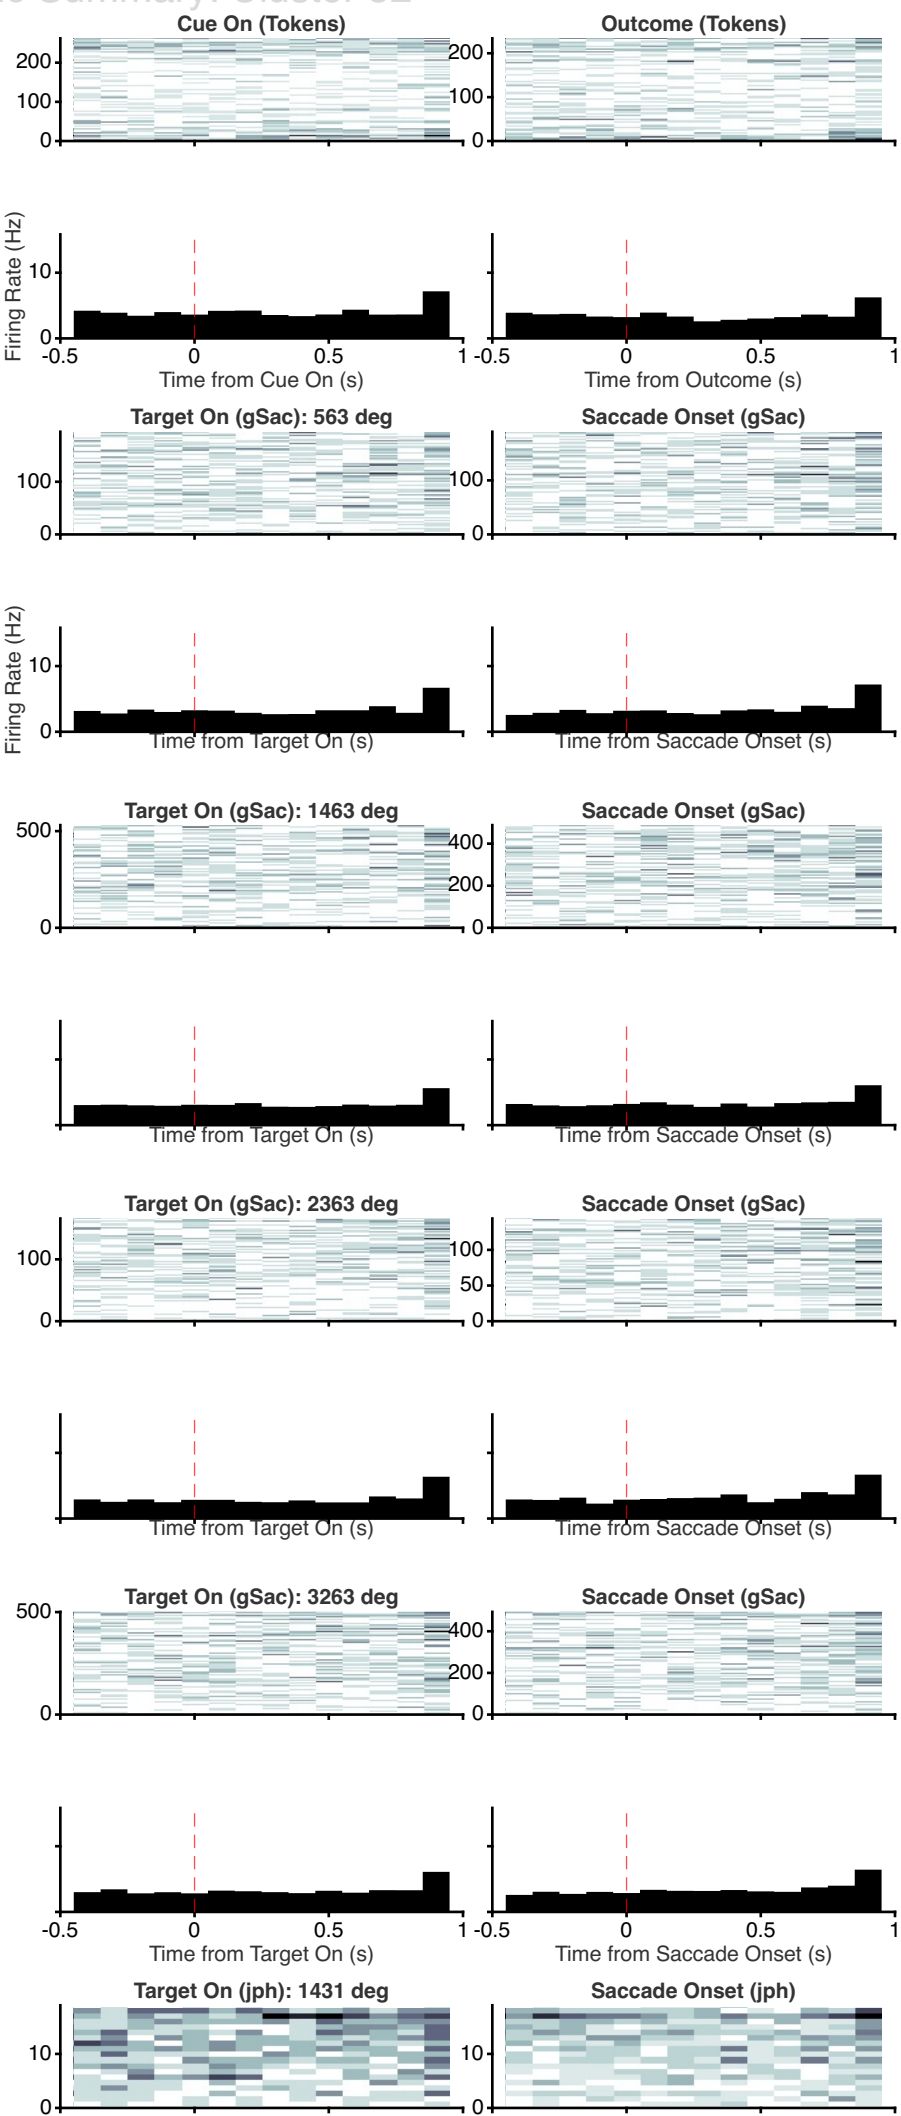 Summary: Cluster
Cue On (Tokens) Outcome (Tokens)
200 200
100 100
0 0
Firing Rate (Hz)
10
0
-0.5 0 0.5 1 -0.5 0 0.5 1
Time from Cue On (s) Time from Outcome (s)
Target On (gSac): 563 deg Saccade Onset (gSac)
100 100
0 0
Firing Rate (Hz)
10
0
Time from Target On (s) Time from Saccade Onset (s)
Target On (gSac): 1463 deg Saccade Onset (gSac)
500 400
200
0 0
Time from Target On (s) Time from Saccade Onset (s)
Target On (gSac): 2363 deg Saccade Onset (gSac)
100 100
50
0 0
Time from Target On (s) Time from Saccade Onset (s)
Target On (gSac): 3263 deg Saccade Onset (gSac)
500 400
200
0 0
-0.5 0 0.5 1 -0.5 0 0.5 1
Time from Target On (s) Time from Saccade Onset (s)
Target On (jph): 1431 deg Saccade Onset (jph)
10 10
0 0